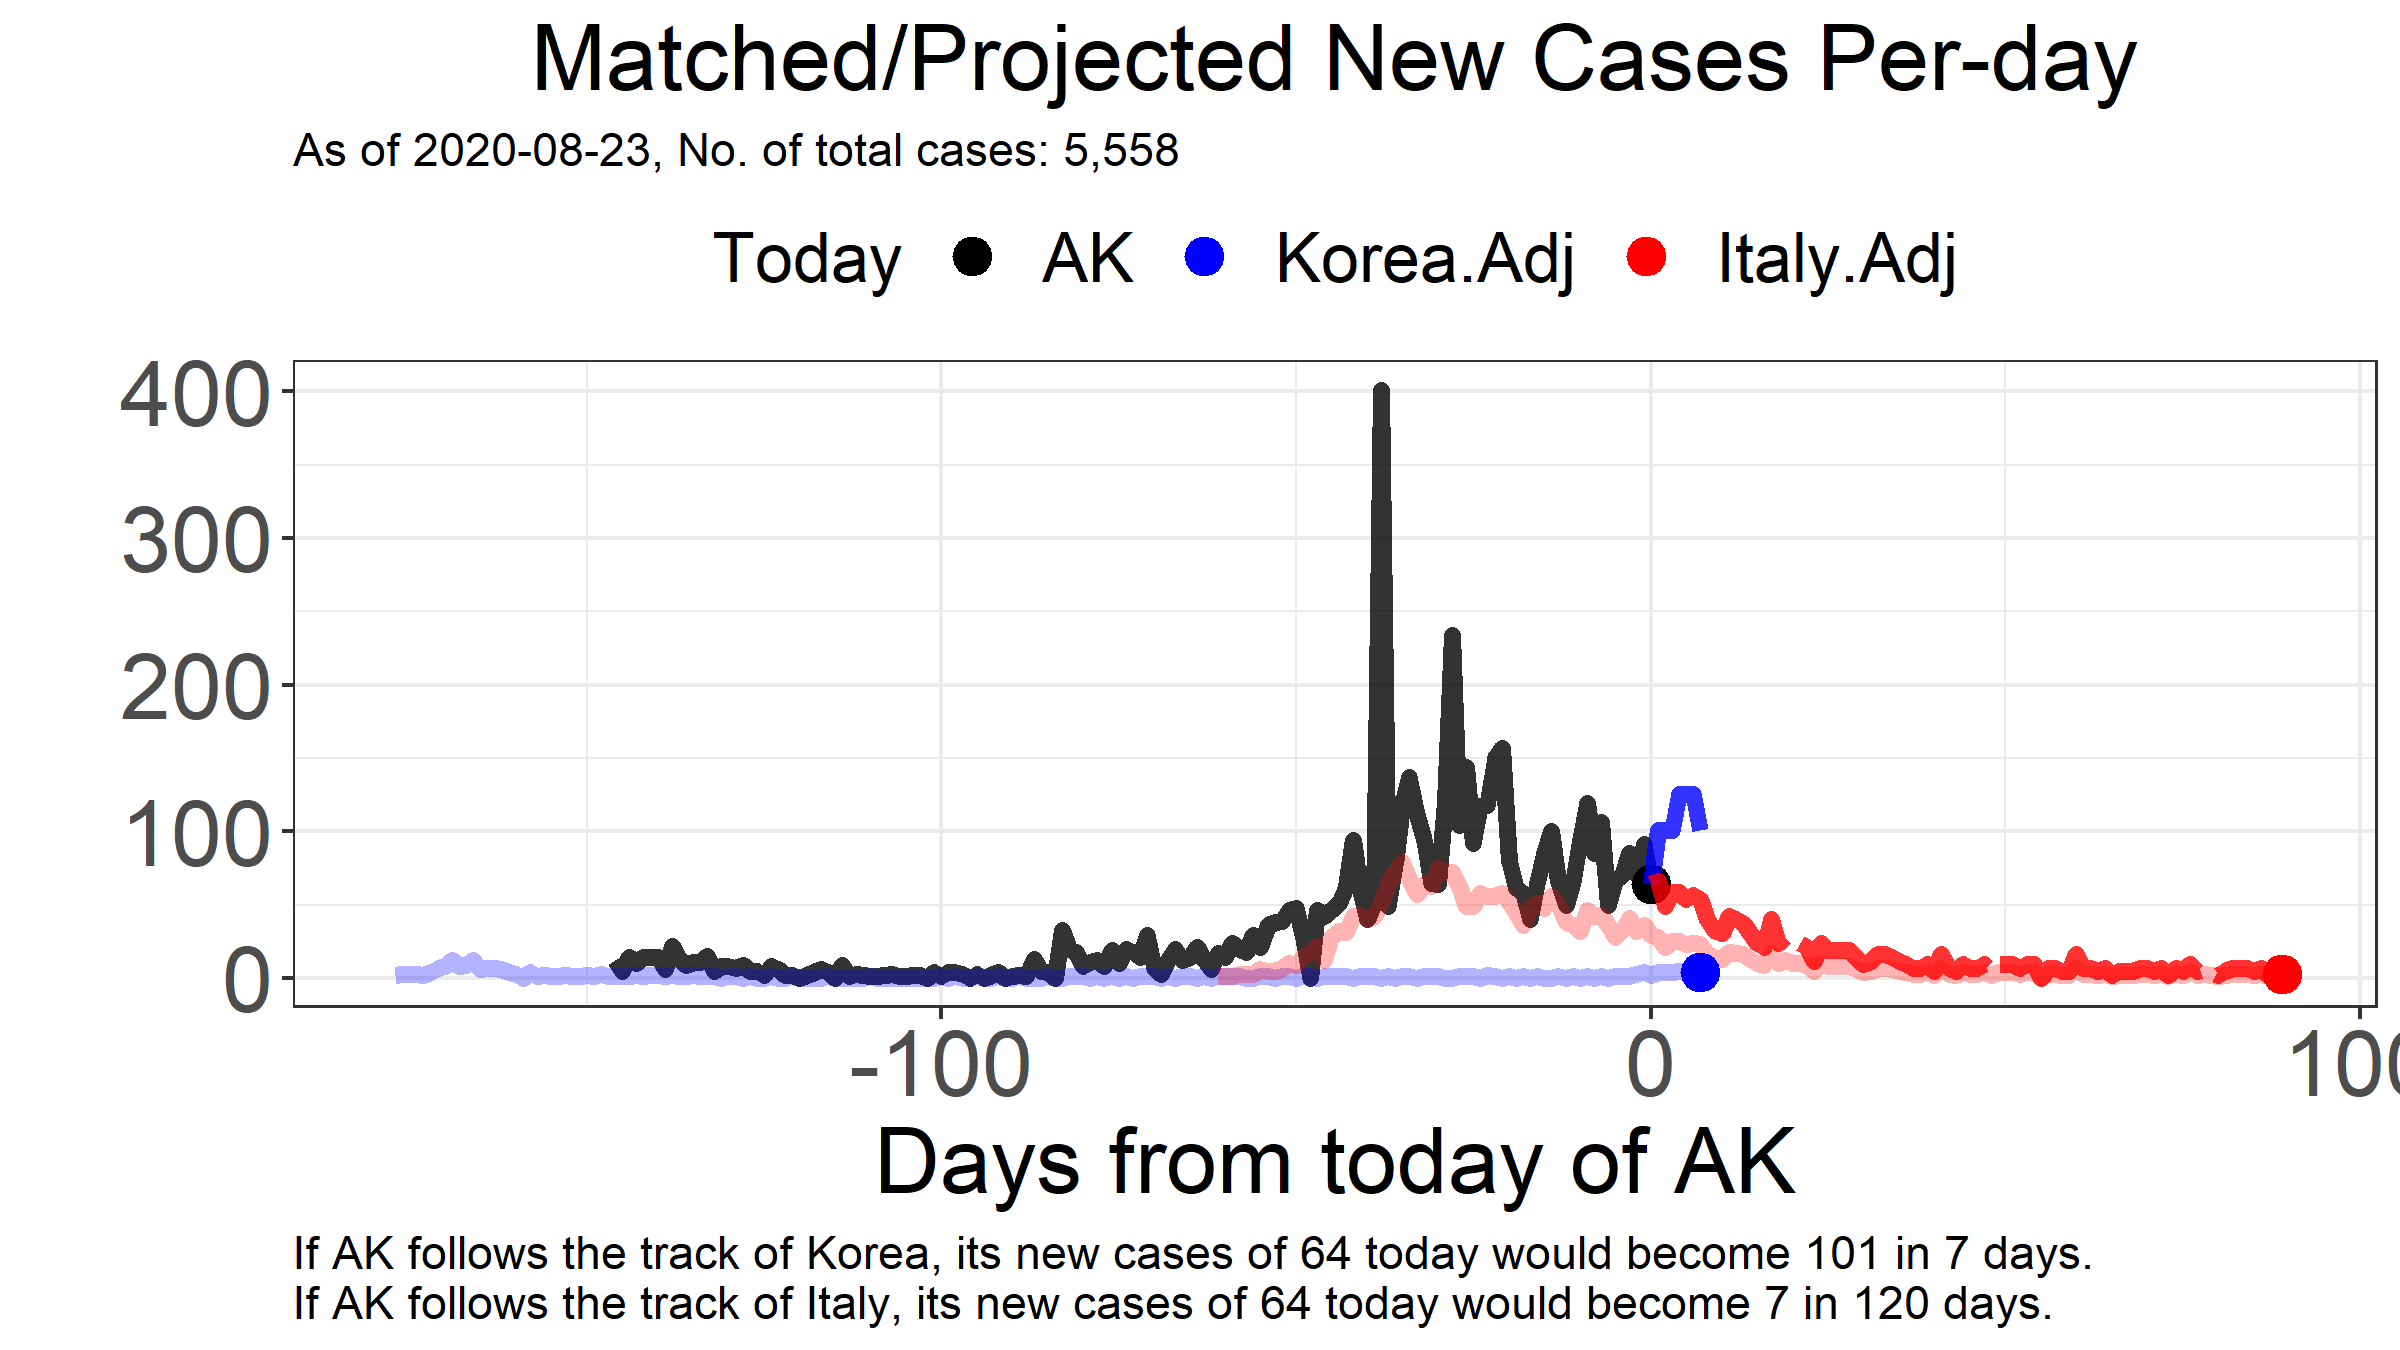 Matched/Projected New Cases Per-day
As of 2020-08-23, No. of total cases: 5,558
Today AK Korea.Adj Italy.Adj
400
300
200
100
0
-100 0 100
Days from today of AK
If AK follows the track of Korea, its new cases of 64 today would become 101 in 7 days.
If AK follows the track of Italy, its new cases of 64 today would become 7 in 120 days.